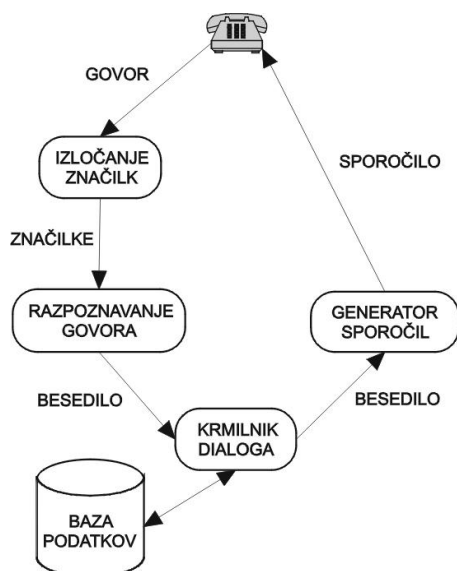 GOVOR
IZLOČANJE
ZNAČILK
SPOROČILO
ZNAČILKE
RAZPOZNAVANJE
GOVORA
GENERATOR
SPOROČIL
BESEDILO
BESEDILO
KRMILNIK
DIALOGA
BAZA
PODATKOV